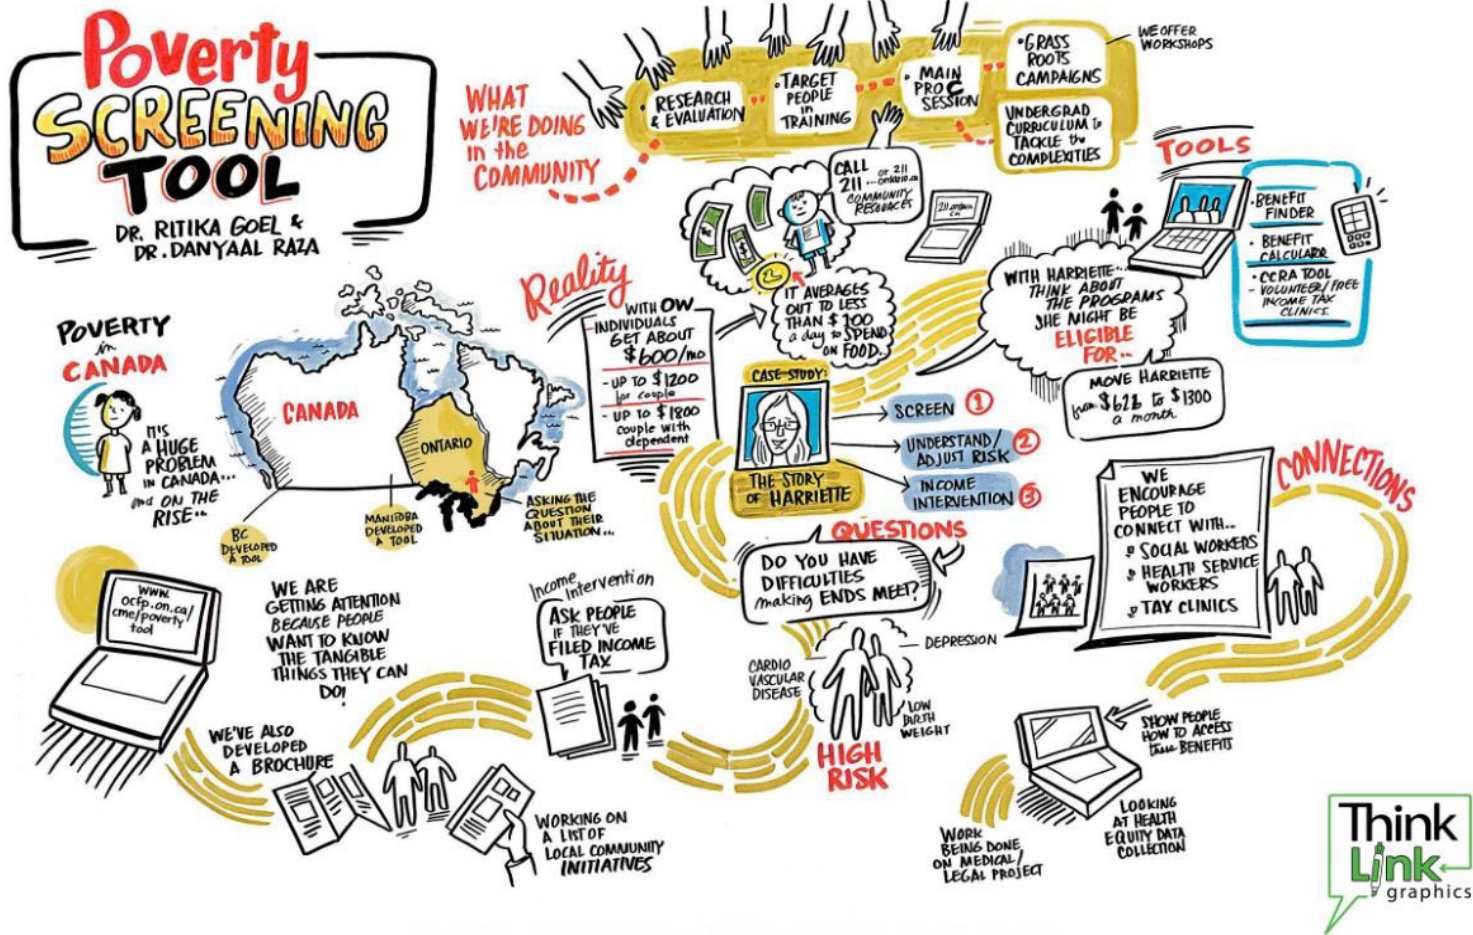 Poverty
SCREENING
TOOL
DR. RITIKA GOEL &
DR. DANYAAL RAZA
WHAT
WE'RE DOING
in the
COMMUNITY
• RESEARCH
& EVALUATION
• TARGET
PEOPLE
in
TRAINING
• MAIN
PRO C
SESSION
• GRASS
ROOTS
CAMPAIGNS
WE OFFER
WORKSHOPS
UNDERGRAD
CURRICULUM to
TACKLE the
COMPLEXITIES
CALL
211 or 211
...ontario.ca
COMMUNITY
RESOURCES
211 ontario
ca
TOOLS
• BENEFIT
FINDER
• BENEFIT
CALCULATOR
• CCRA TOOL
- VOLUNTEER/FREE
INCOME TAX
CLINICS.
POVERTY
in
CANADA
IT'S
A HUGE
PROBLEM
IN CANADA...
and ON THE
RISE...
CANADA
ONTARIO
BC
DEVELOPED
A TOOL
MANITOBA
DEVELOPED
A TOOL
ASKING THE
QUESTION
ABOUT THEIR
SITUATION...
Reality
WITH OW
- INDIVIDUALS
GET ABOUT
$600/mo
- UP TO $1200
for couple
- UP to $1800
couple with
dependent
IT AVERAGES
OUT TO LESS
THAN $ 1.00
a day to SPEND
ON FOOD..
WITH HARRIETTE...
THINK ABOUT
THE PROGRAMS
SHE MIGHT BE
ELIGIBLE
FOR...
MOVE HARRIETTE
from $626 to $1300
a month
CASE STUDY:
THE STORY
OF HARRIETTE
SCREEN 1
UNDERSTAND/
ADJUST RISK 2
INCOME
INTERVENTION 3
QUESTIONS
DO YOU HAVE
DIFFICULTIES
making ENDS MEET?
CONNECTIONS
WE
ENCOURAGE
PEOPLE TO
CONNECT WITH...
SOCIAL WORKERS
HEALTH SERVICE
WORKERS
TAX CLINICS
www.
ocfp.on.ca/
cme/poverty
tool
WE ARE
GETTING ATTENTION
BECAUSE PEOPLE
WANT TO KNOW
THE TANGIBLE
THINGS THEY CAN
DO!
WE'VE ALSO
DEVELOPED
A BROCHURE
Income
Intervention
ASK PEOPLE
IF THEY'VE
FILED INCOME
TAX
WORKING ON
A LIST OF
LOCAL COMMUNITY
INITIATIVES
CARDIO
VASCULAR
DISEASE
DEPRESSION
LOW
BIRTH
WEIGHT
HIGH
RISK
SHOW PEOPLE
HOW TO ACCESS
these BENEFITS
LOOKING
AT HEALTH
EQUITY DATA
COLLECTION
WORK
BEING DONE
ON MEDICAL/
LEGAL PROJECT
Think
Link
graphics